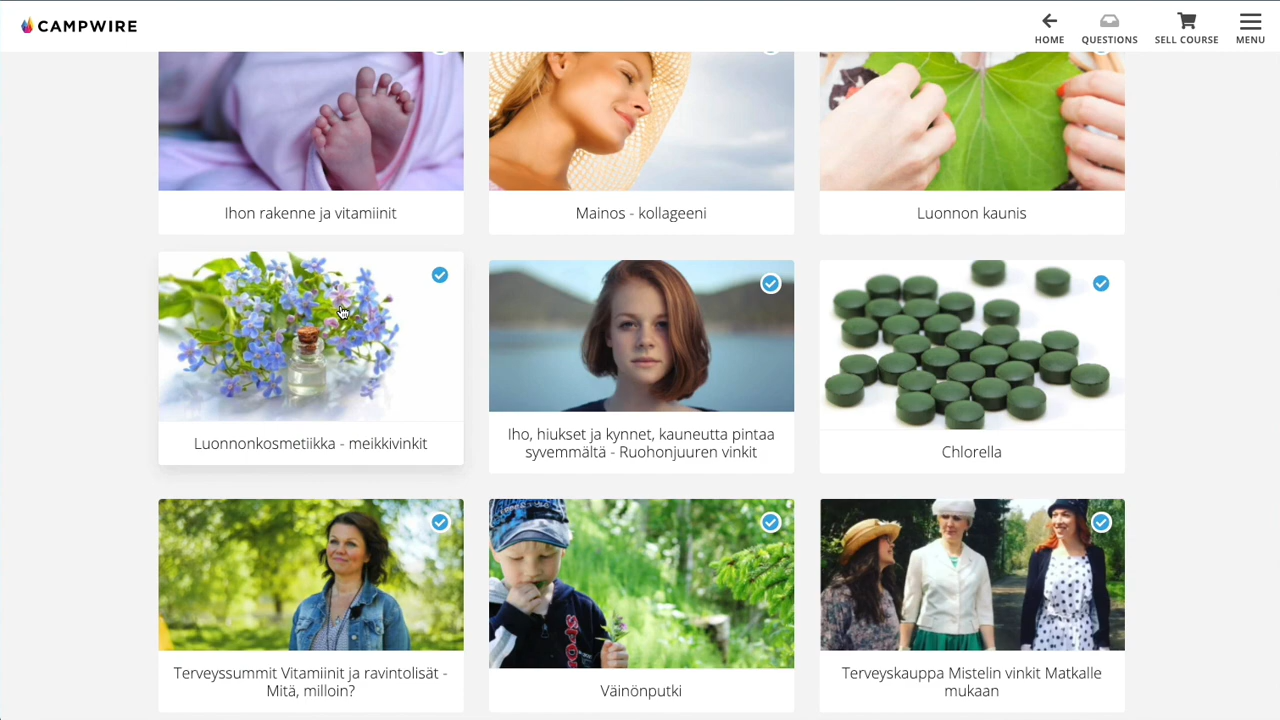 CAMPWIRE
HOME
QUESTIONS
SELL COURSE
MENU
Ihon rakenne ja vitamiinit
Mainos - kollageeni
Luonnon kaunis
Luonnonkosmetiikka - meikkivinkit
Iho, hiukset ja kynnet, kauneutta pintaa
syvemmältä - Ruohonjuuren vinkit
Chlorella
SPO
Terveyssummit Vitamiinit ja ravintolisät -
Mitä, milloin?
Väinönputki
Terveyskauppa Mistelin vinkit Matkalle
mukaan